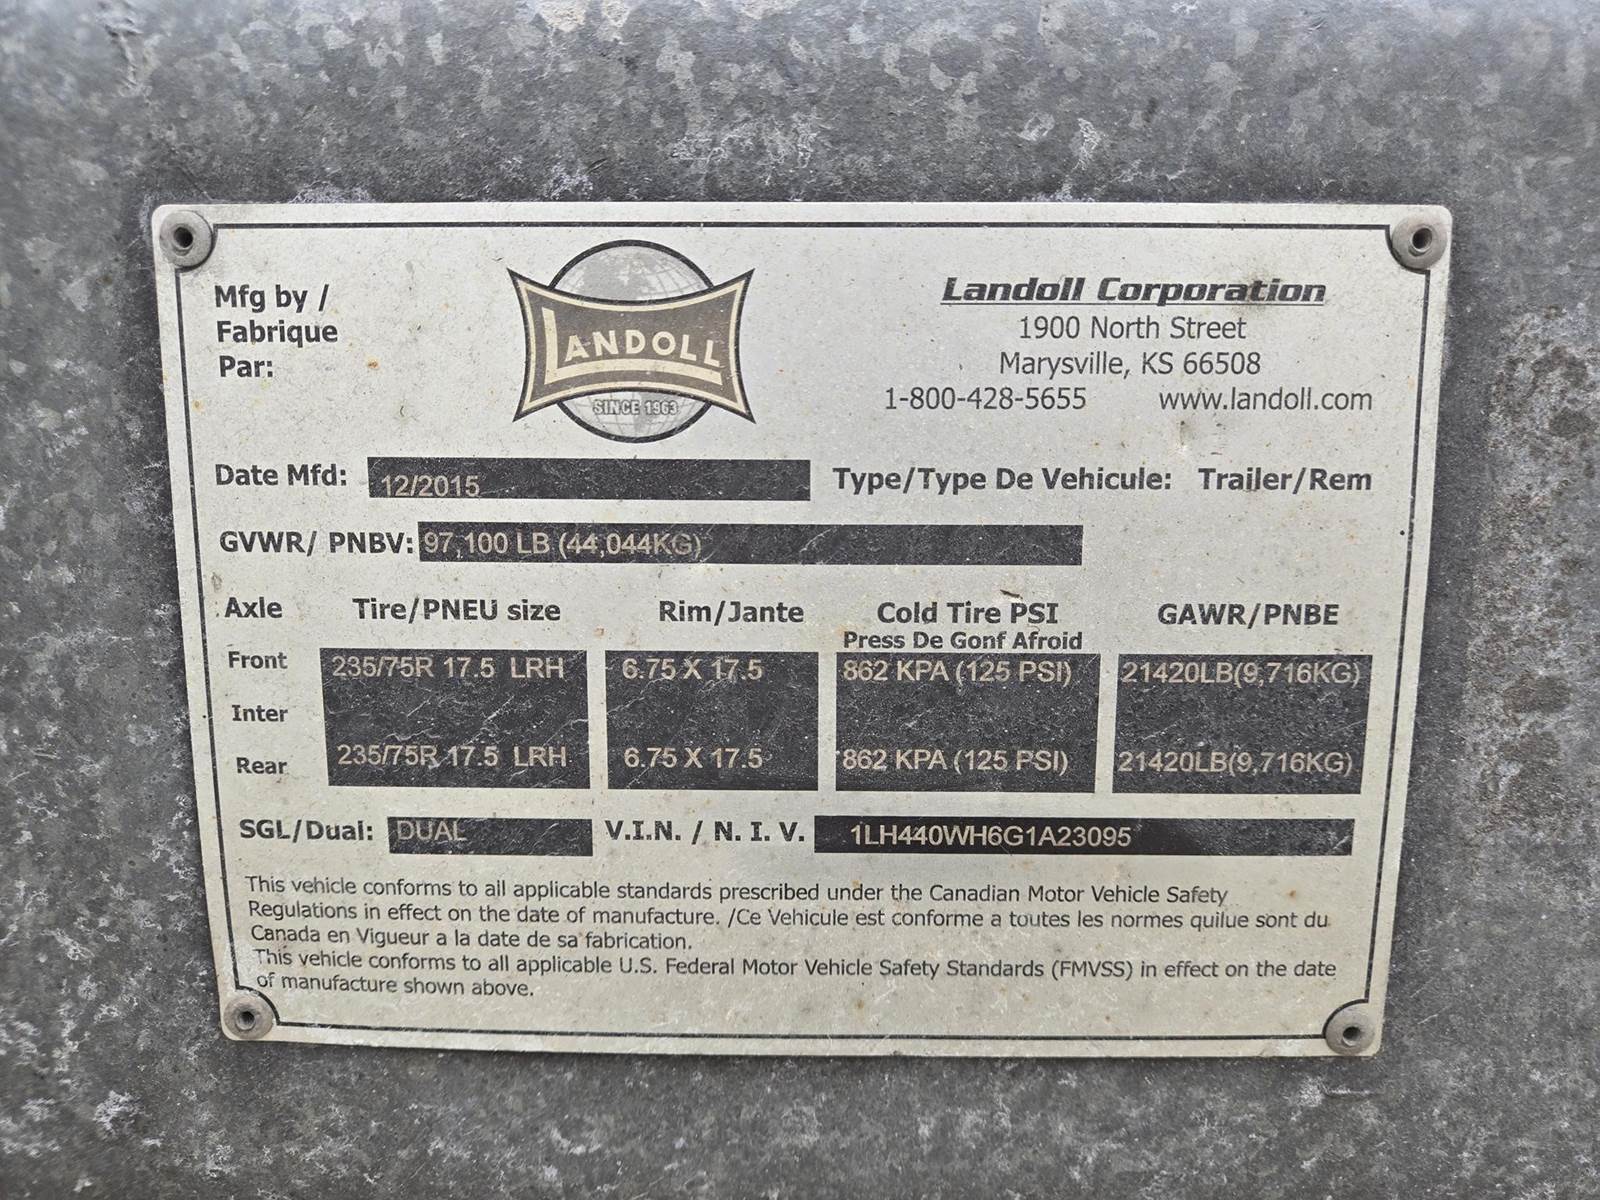 Mfg by /
Fabrique
Par:
LANDOLL
SINCE 1963
Landoll Corporation
1900 North Street
Marysville, KS 66508
1-800-428-5655 www.landoll.com
Date Mfd: 12/2015 Type/Type De Vehicule: Trailer/Rem
GVWR/ PNBV: 97,100 LB (44,044KG)
Axle Tire/PNEU size Rim/Jante Cold Tire PSI GAWR/PNBE
Press De Gonf Afroid
Front 235/75R 17.5 LRH 6.75 X 17.5 862 KPA (125 PSI) 21420LB(9,716KG)
Inter
Rear 235/75R 17.5 LRH 6.75 X 17.5 862 KPA (125 PSI) 21420LB(9,716KG)
SGL/Dual: DUAL V.I.N. / N. I. V. 1LH440WH6G1A23095
This vehicle conforms to all applicable standards prescribed under the Canadian Motor Vehicle Safety
Regulations in effect on the date of manufacture. /Ce Vehicule est conforme a toutes les normes quilue sont du
Canada en Vigueur a la date de sa fabrication.
This vehicle conforms to all applicable U.S. Federal Motor Vehicle Safety Standards (FMVSS) in effect on the date
of manufacture shown above.